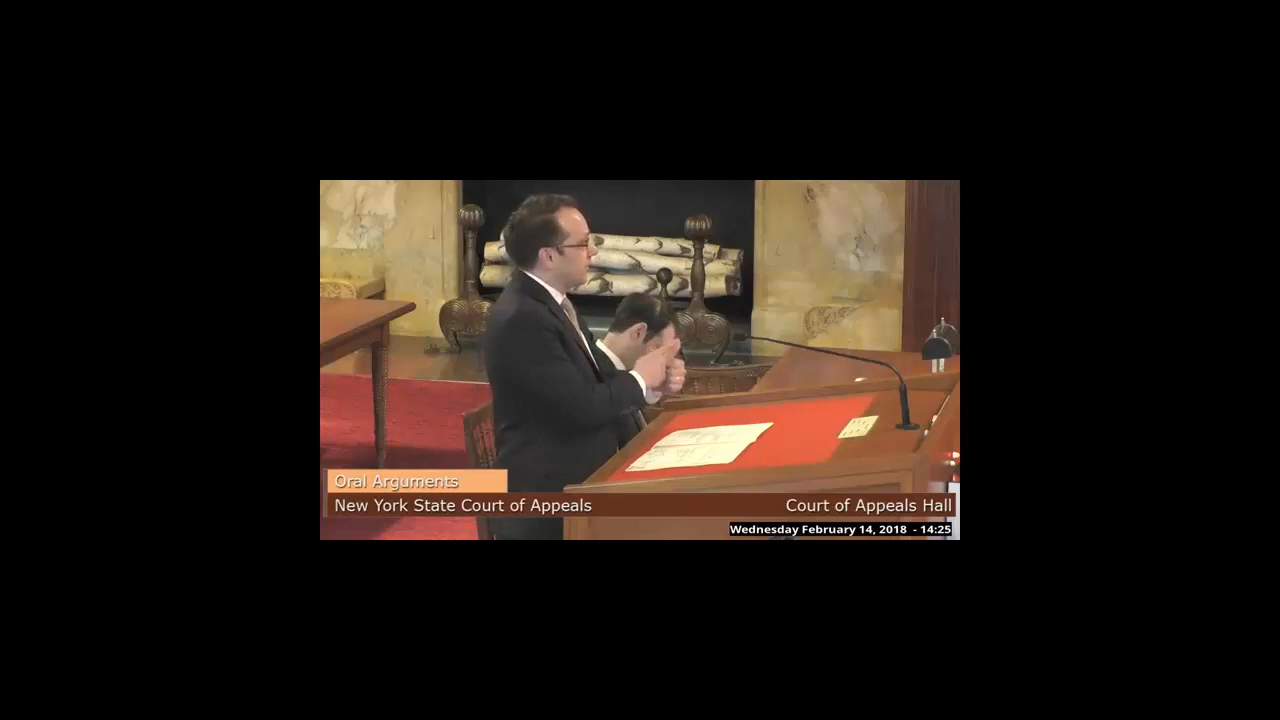 Oral Arguments
New York State Court of Appeals
Court of Appeals Hall
Wednesday February 14, 2018 - 14:25